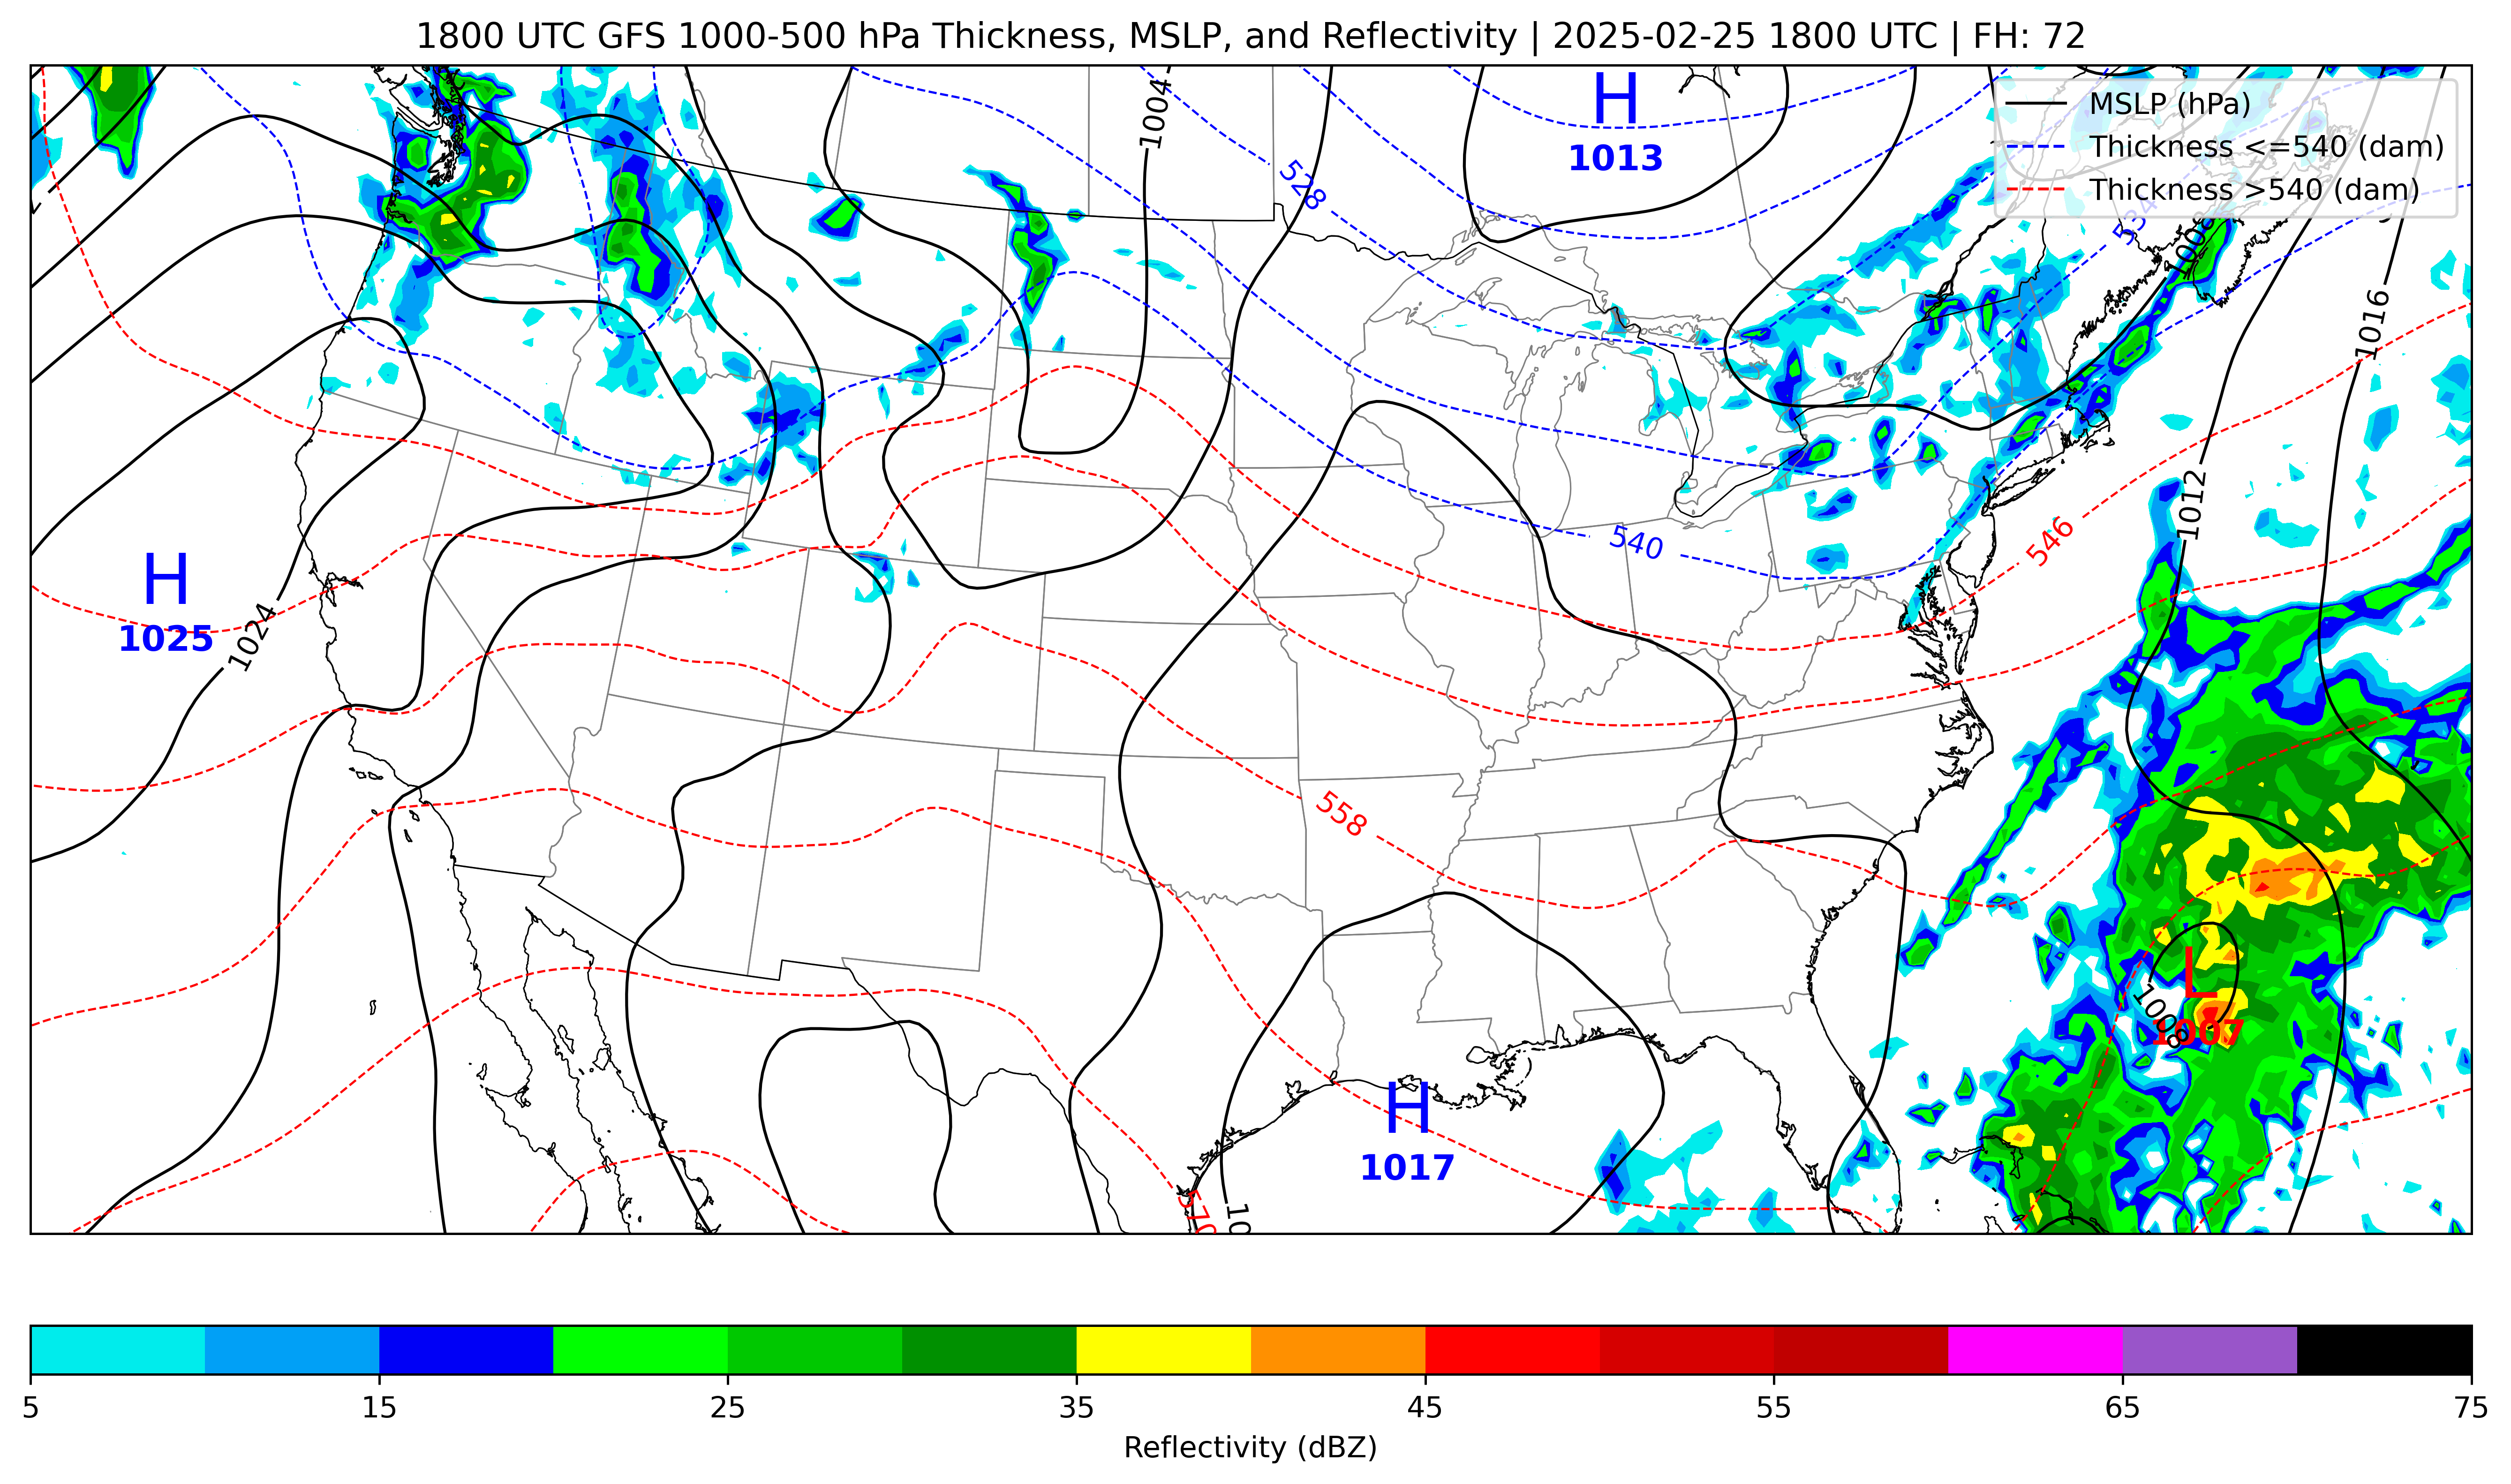 1800 UTC GFS 1000-500 hPa Thickness, MSLP, and Reflectivity | 2025-02-25 1800 UTC | FH: 72
MSLP (hPa)
Thickness <=540 (dam)
Thickness >540 (dam)
H
1013
1004
528
534
1008
1016
1012
540
546
H
1025
1024
558
L
1007
1008
H
1017
570
10
5 15 25 35 45 55 65 75
Reflectivity (dBZ)